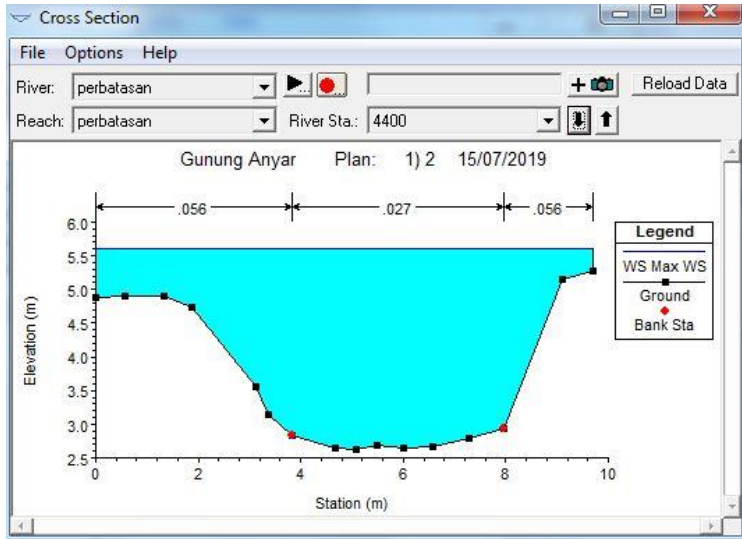 Cross Section
File Options Help
River: perbatasan
Reload Data
Reach: perbatasan River Sta.: 4400
Gunung Anyar Plan: 1) 2 15/07/2019
.056 .027 .056
6.0
5.5
5.0
4.5
4.0
3.5
3.0
2.5
0 2 4 6 8 10
Elevation (m)
Station (m)
Legend
WS Max WS
Ground
Bank Sta